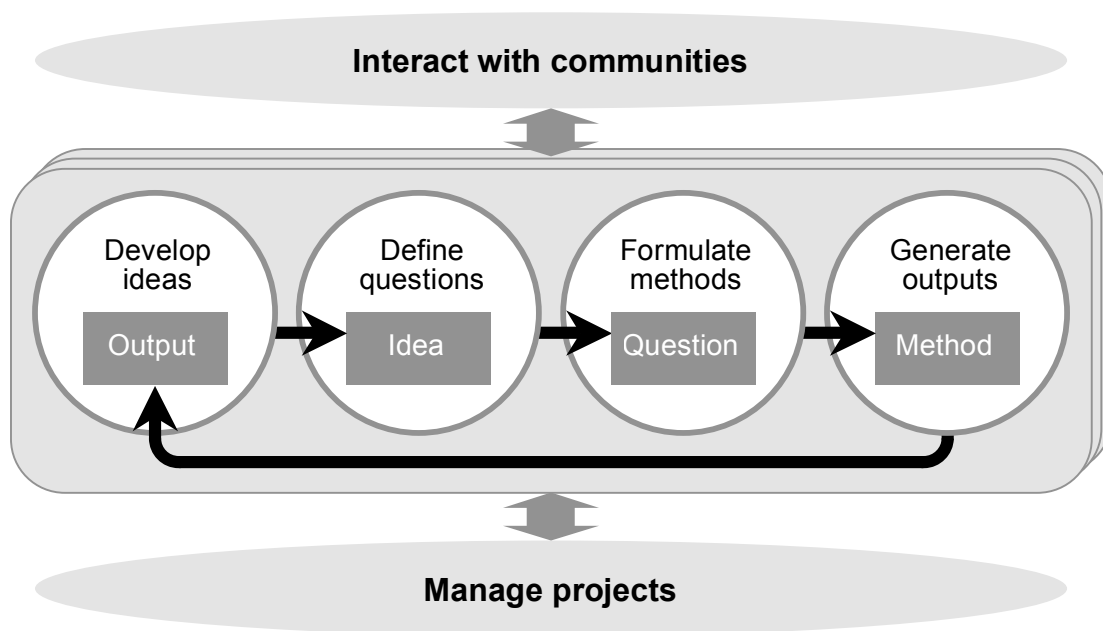 Interact with communities
Develop
ideas
Output
Define
questions
Idea
Formulate
methods
Question
Generate
outputs
Method
Manage projects